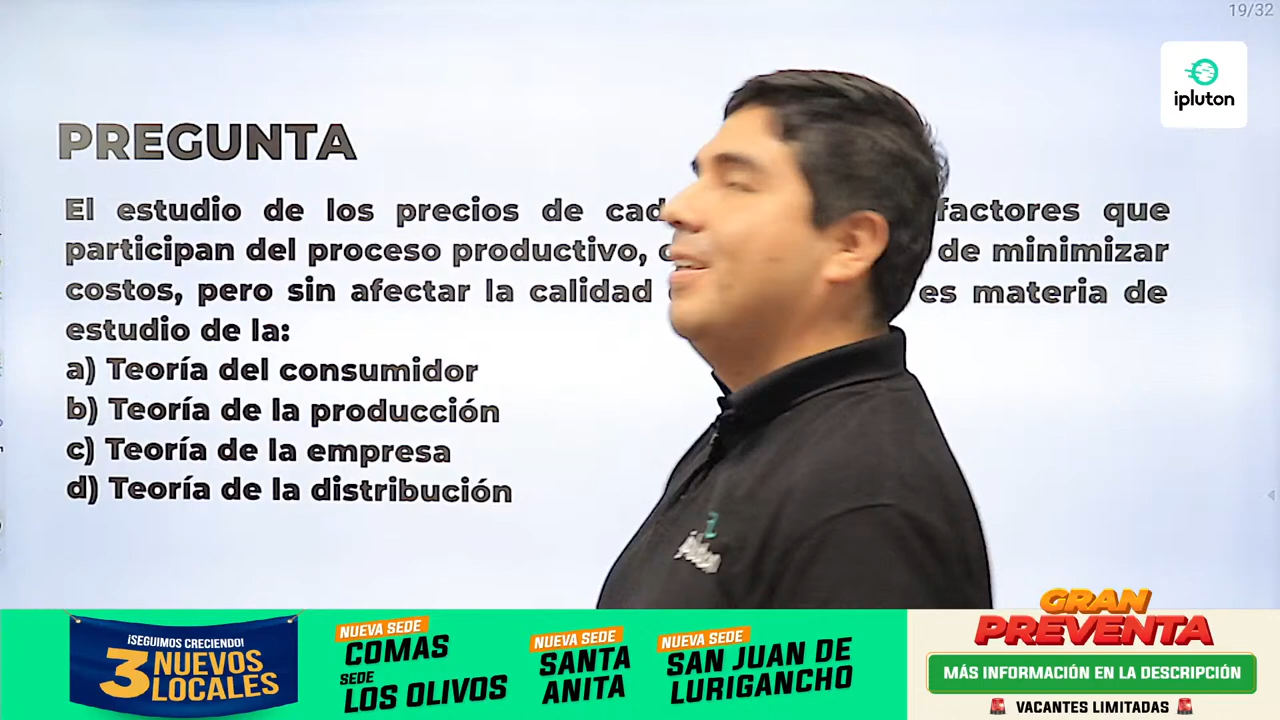 19/32
ipluton
PREGUNTA
El estudio de los precios de factores que
participan del proceso productivo, de minimizar
costos, pero sin afectar la calidad es materia de
estudio de la:
a) Teoría del consumidor
b) Teoría de la producción
c) Teoría de la empresa
d) Teoría de la distribución
¡SEGUIMOS CRECIENDO!
3 NUEVOS
LOCALES
NUEVA SEDE
COMAS
SEDE
LOS OLIVOS
NUEVA SEDE
SANTA
ANITA
NUEVA SEDE
SAN JUAN DE
LURIGANCHO
GRAN
PREVENTA
MÁS INFORMACIÓN EN LA DESCRIPCIÓN
VACANTES LIMITADAS